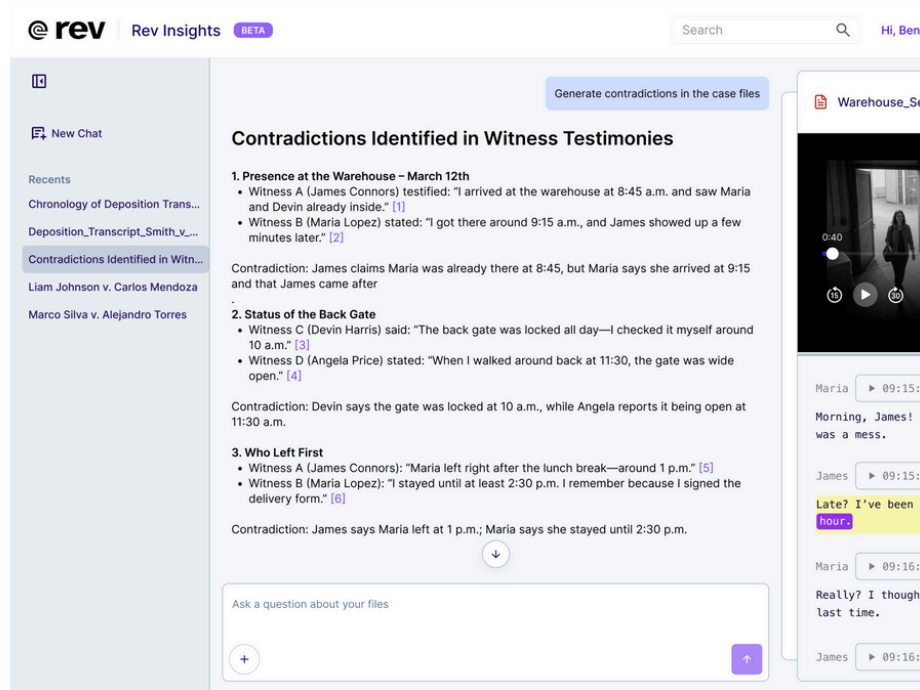 rev
Rev Insights
BETA
Search
Hi, Ben
New Chat
Recents
Chronology of Deposition Trans...
Deposition_Transcript_Smith_v_...
Contradictions Identified in Witn...
Liam Johnson v. Carlos Mendoza
Marco Silva v. Alejandro Torres
Generate contradictions in the case files
Contradictions Identified in Witness Testimonies
1. Presence at the Warehouse – March 12th
• Witness A (James Connors) testified: “I arrived at the warehouse at 8:45 a.m. and saw Maria
and Devin already inside.” [1]
• Witness B (Maria Lopez) stated: “I got there around 9:15 a.m., and James showed up a few
minutes later.” [2]
Contradiction: James claims Maria was already there at 8:45, but Maria says she arrived at 9:15
and that James came after
.
2. Status of the Back Gate
• Witness C (Devin Harris) said: “The back gate was locked all day—I checked it myself around
10 a.m.” [3]
• Witness D (Angela Price) stated: “When I walked around back at 11:30, the gate was wide
open.” [4]
Contradiction: Devin says the gate was locked at 10 a.m., while Angela reports it being open at
11:30 a.m.
3. Who Left First
• Witness A (James Connors): “Maria left right after the lunch break—around 1 p.m.” [5]
• Witness B (Maria Lopez): “I stayed until at least 2:30 p.m. I remember because I signed the
delivery form.” [6]
Contradiction: James says Maria left at 1 p.m.; Maria says she stayed until 2:30 p.m.
Ask a question about your files
Warehouse_Se
0:40
15
30
Maria 09:15:
Morning, James!
was a mess.
James 09:15:
Late? I’ve been
hour.
Maria 09:16:
Really? I though
last time.
James 09:16: